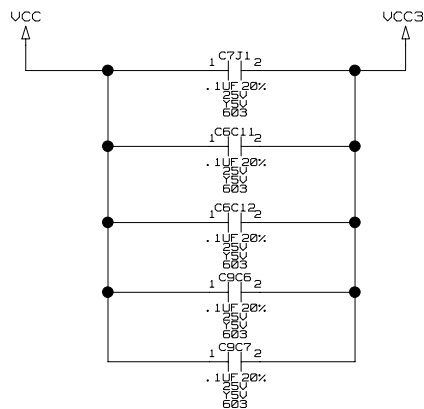 VCC VCC3
C7J1
1 2
.1UF 20%
25V
Y5V
603
C6C11
1 2
.1UF 20%
25V
Y5V
603
C6C12
1 2
.1UF 20%
25V
Y5V
603
C9C6
1 2
.1UF 20%
25V
Y5V
603
C9C7
1 2
.1UF 20%
25V
Y5V
603